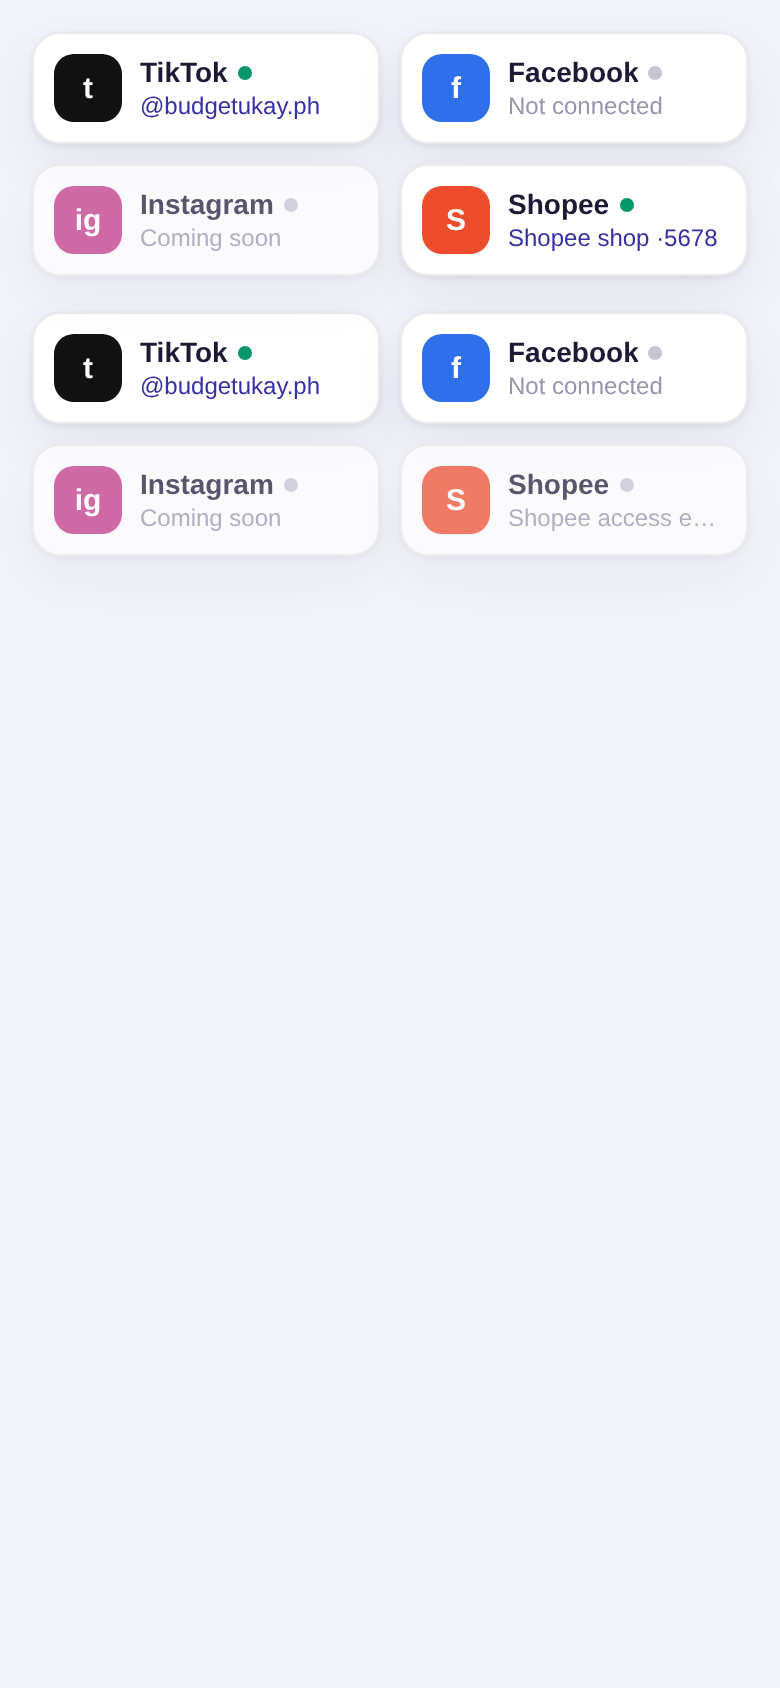 t
TikTok
@budgetukay.ph
f
Facebook
Not connected
ig
Instagram
Coming soon
S
Shopee
Shopee shop ·5678
t
TikTok
@budgetukay.ph
f
Facebook
Not connected
ig
Instagram
Coming soon
S
Shopee
Shopee access e…